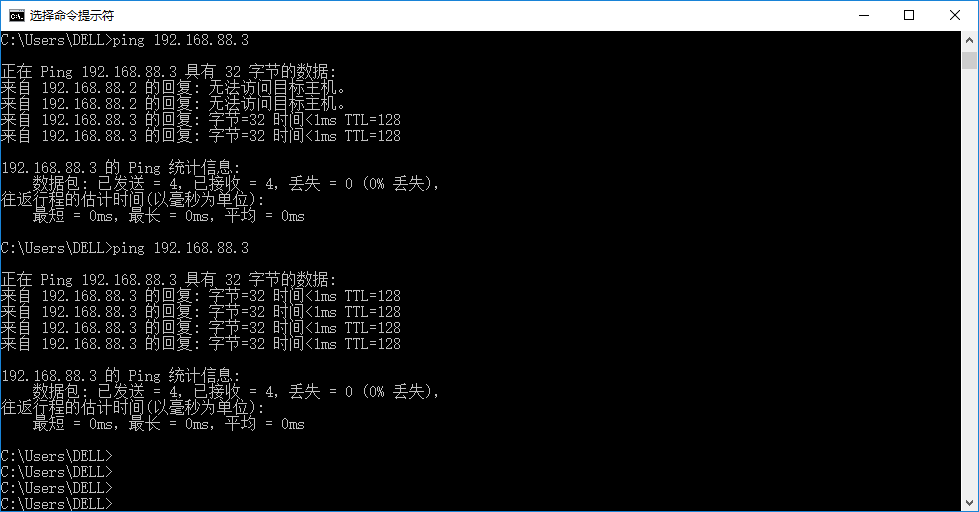 选择命令提示符
C:\Users\DELL>ping 192.168.88.3
正在 Ping 192.168.88.3 具有 32 字节的数据:
来自 192.168.88.2 的回复: 无法访问目标主机。
来自 192.168.88.2 的回复: 无法访问目标主机。
来自 192.168.88.3 的回复: 字节=32 时间<1ms TTL=128
来自 192.168.88.3 的回复: 字节=32 时间<1ms TTL=128
192.168.88.3 的 Ping 统计信息:
数据包: 已发送 = 4，已接收 = 4，丢失 = 0 (0% 丢失)，
往返行程的估计时间(以毫秒为单位):
最短 = 0ms，最长 = 0ms，平均 = 0ms
C:\Users\DELL>ping 192.168.88.3
正在 Ping 192.168.88.3 具有 32 字节的数据:
来自 192.168.88.3 的回复: 字节=32 时间<1ms TTL=128
来自 192.168.88.3 的回复: 字节=32 时间<1ms TTL=128
来自 192.168.88.3 的回复: 字节=32 时间<1ms TTL=128
来自 192.168.88.3 的回复: 字节=32 时间<1ms TTL=128
192.168.88.3 的 Ping 统计信息:
数据包: 已发送 = 4，已接收 = 4，丢失 = 0 (0% 丢失)，
往返行程的估计时间(以毫秒为单位):
最短 = 0ms，最长 = 0ms，平均 = 0ms
C:\Users\DELL>
C:\Users\DELL>
C:\Users\DELL>
C:\Users\DELL>